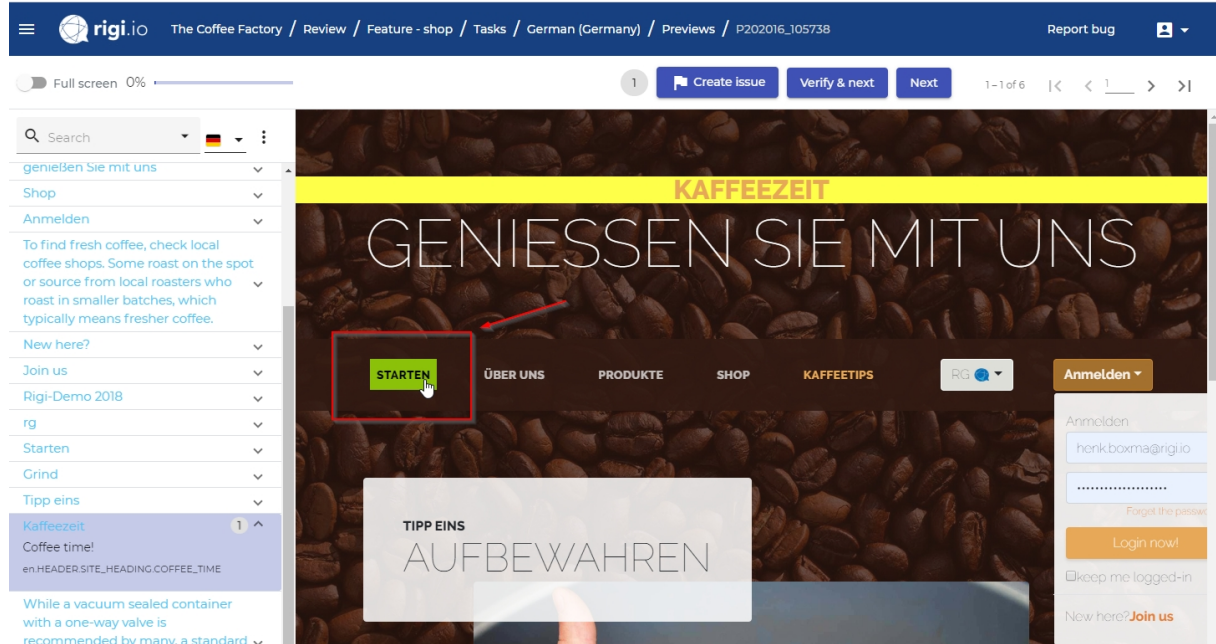 rigi.io The Coffee Factory / Review / Feature - shop / Tasks / German (Germany) / Previews / P202016_105738 Report bug
Full screen 0% 1 Create issue Verify & next Next 1 - 1 of 6 1
Search
genießen Sie mit uns
Shop
Anmelden
To find fresh coffee, check local
coffee shops. Some roast on the spot
or source from local roasters who
roast in smaller batches, which
typically means fresher coffee.
New here?
Join us
Rigi-Demo 2018
rg
Starten
Grind
Tipp eins
Kaffeezeit 1
Coffee time!
en.HEADER.SITE_HEADING.COFFEE_TIME
While a vacuum sealed container
with a one-way valve is
recommended by many, a standard
KAFFEEZEIT
GENIESSEN SIE MIT UNS
STARTEN ÜBER UNS PRODUKTE SHOP KAFFEETIPS RG Anmelden
TIPP EINS
AUFBEWAHREN
Anmelden
henk.boxma@rigi.io
Forget the passwo
Login now!
keep me logged-in
New here? Join us